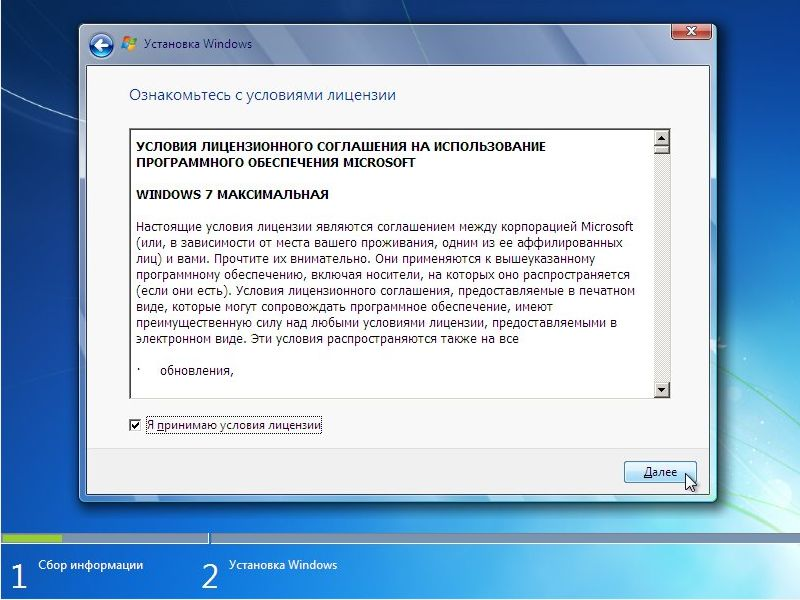 Установка Windows
Ознакомьтесь с условиями лицензии
УСЛОВИЯ ЛИЦЕНЗИОННОГО СОГЛАШЕНИЯ НА ИСПОЛЬЗОВАНИЕ
ПРОГРАММНОГО ОБЕСПЕЧЕНИЯ MICROSOFT
WINDOWS 7 МАКСИМАЛЬНАЯ
Настоящие условия лицензии являются соглашением между корпорацией Microsoft
(или, в зависимости от места вашего проживания, одним из ее аффилированных
лиц) и вами. Прочтите их внимательно. Они применяются к вышеуказанному
программному обеспечению, включая носители, на которых оно распространяется
(если они есть). Условия лицензионного соглашения, предоставляемые в печатном
виде, которые могут сопровождать программное обеспечение, имеют
преимущественную силу над любыми условиями лицензии, предоставляемыми в
электронном виде. Эти условия распространяются также на все
· обновления,
Я принимаю условия лицензии
Далее
1 Сбор информации
2 Установка Windows